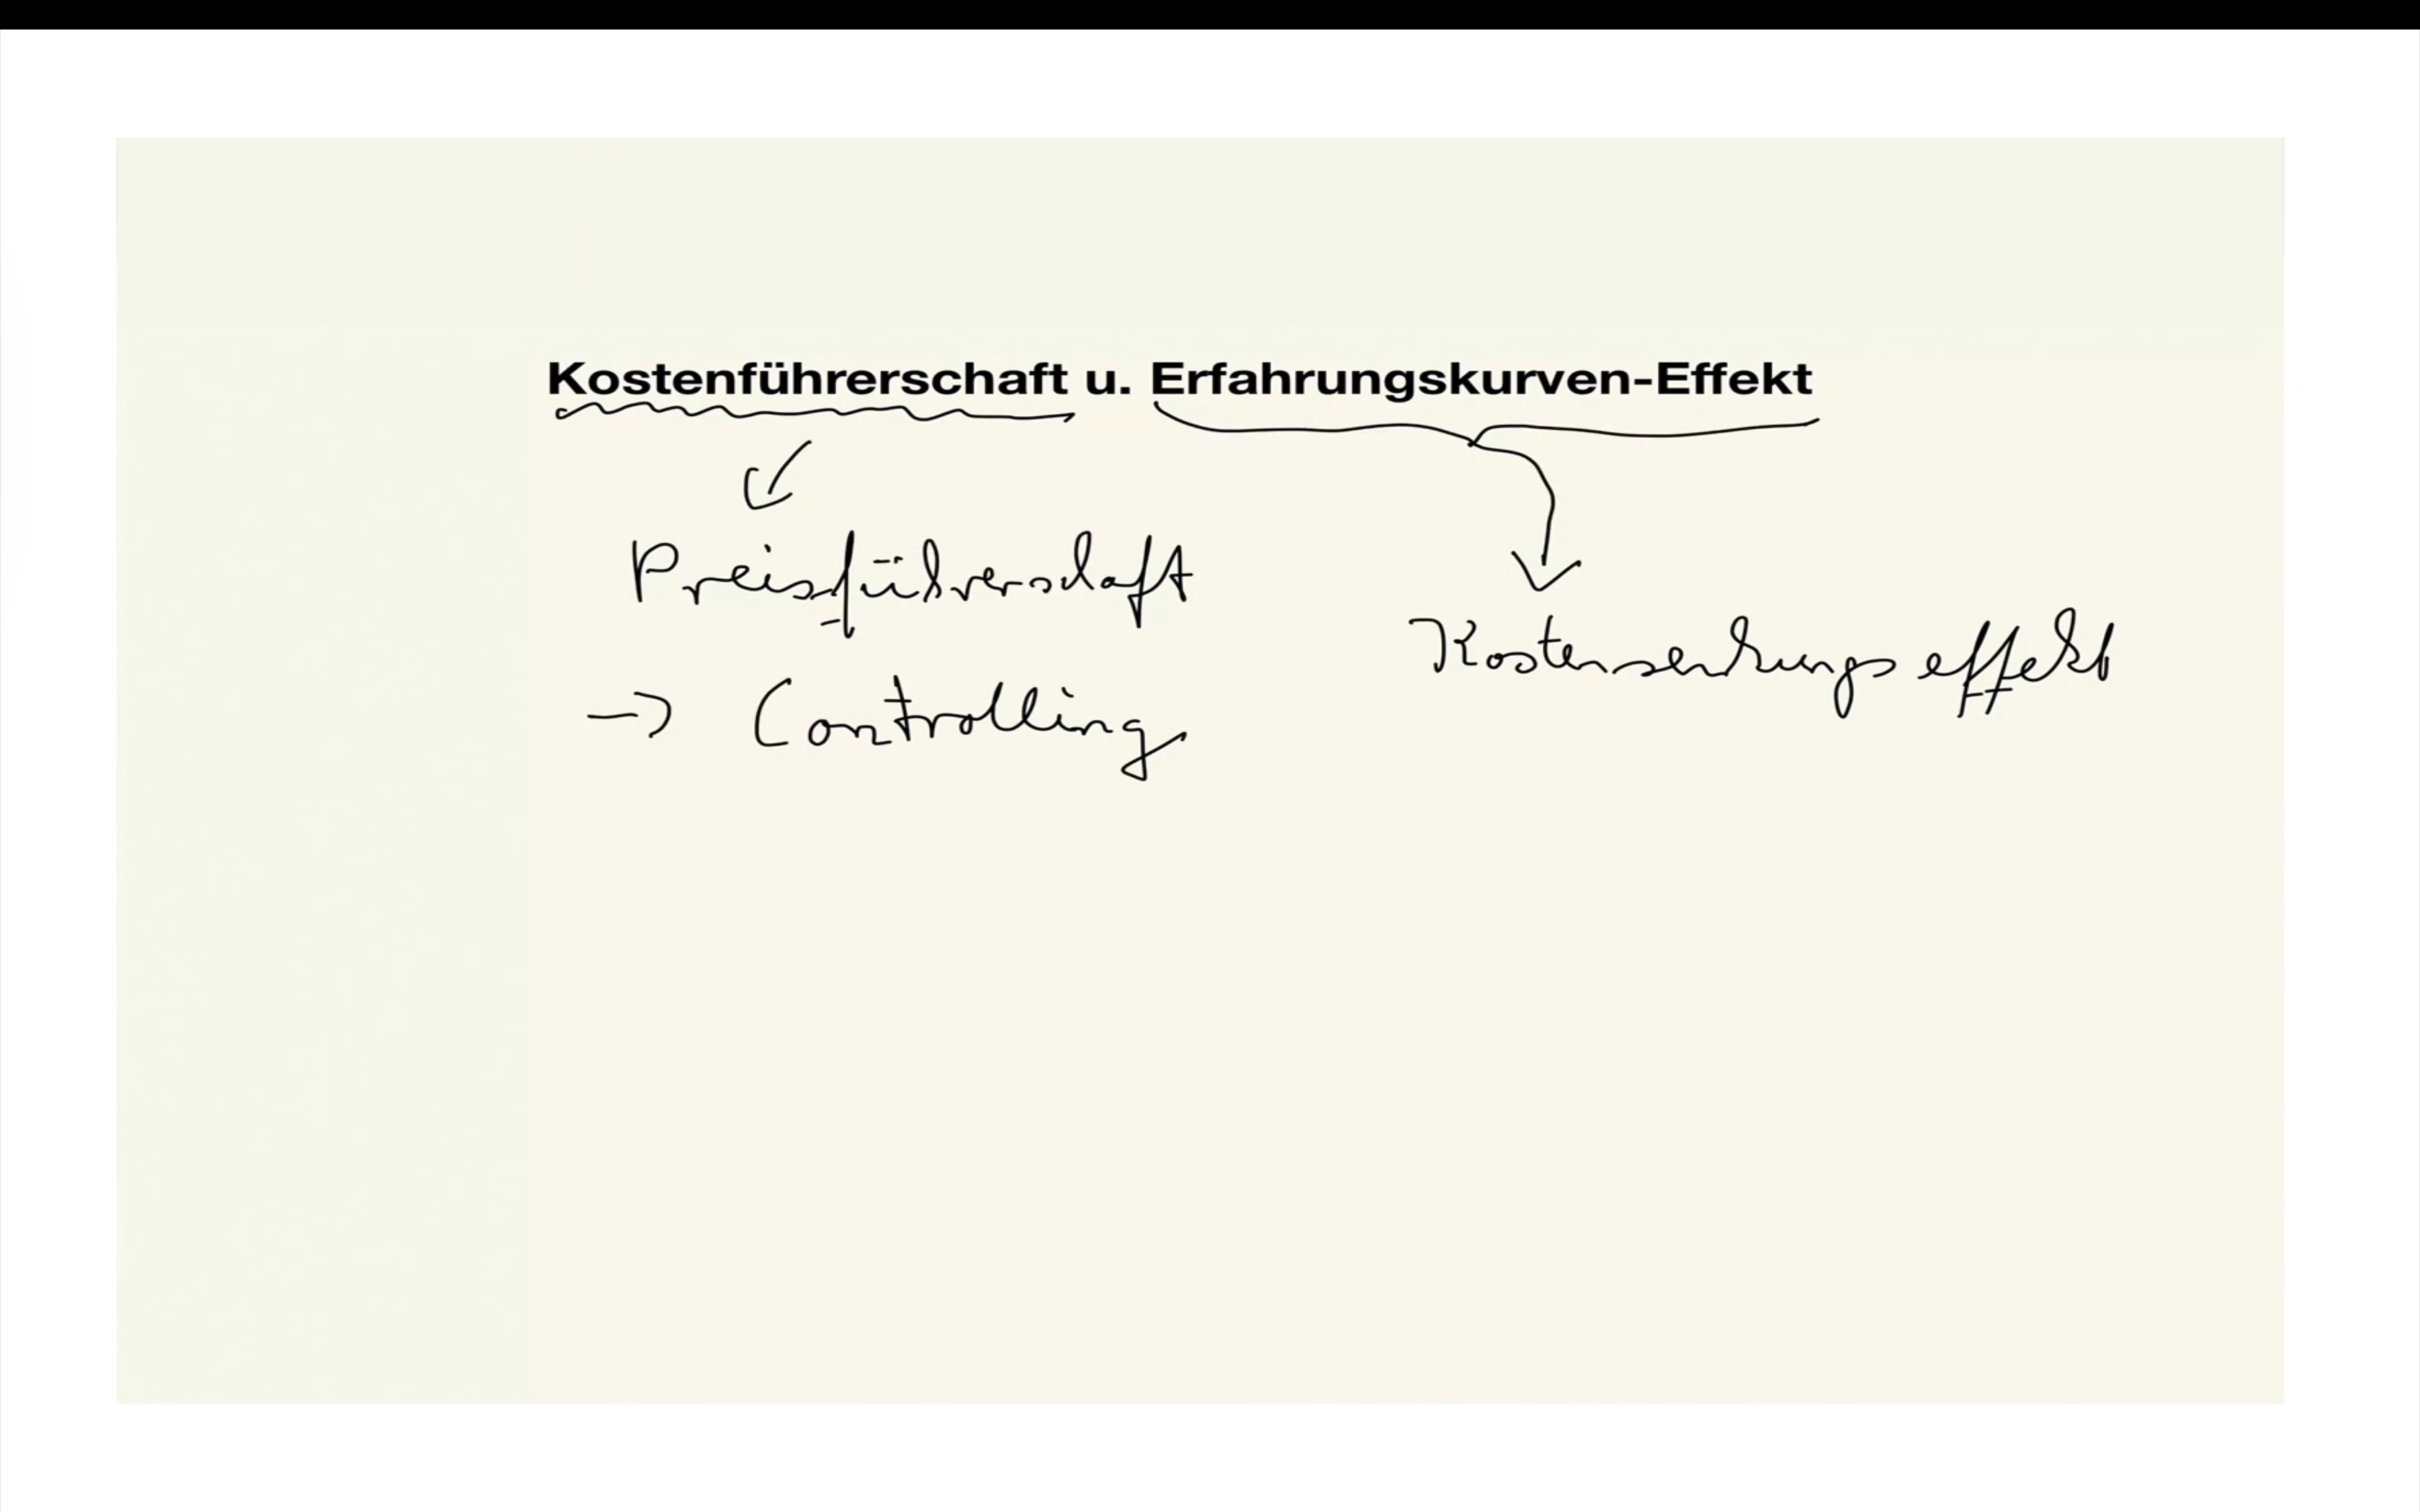 Kostenführerschaft u. Erfahrungskurven-Effekt
Preisführerschaft
Kostensenkungseffekt
→ Controlling